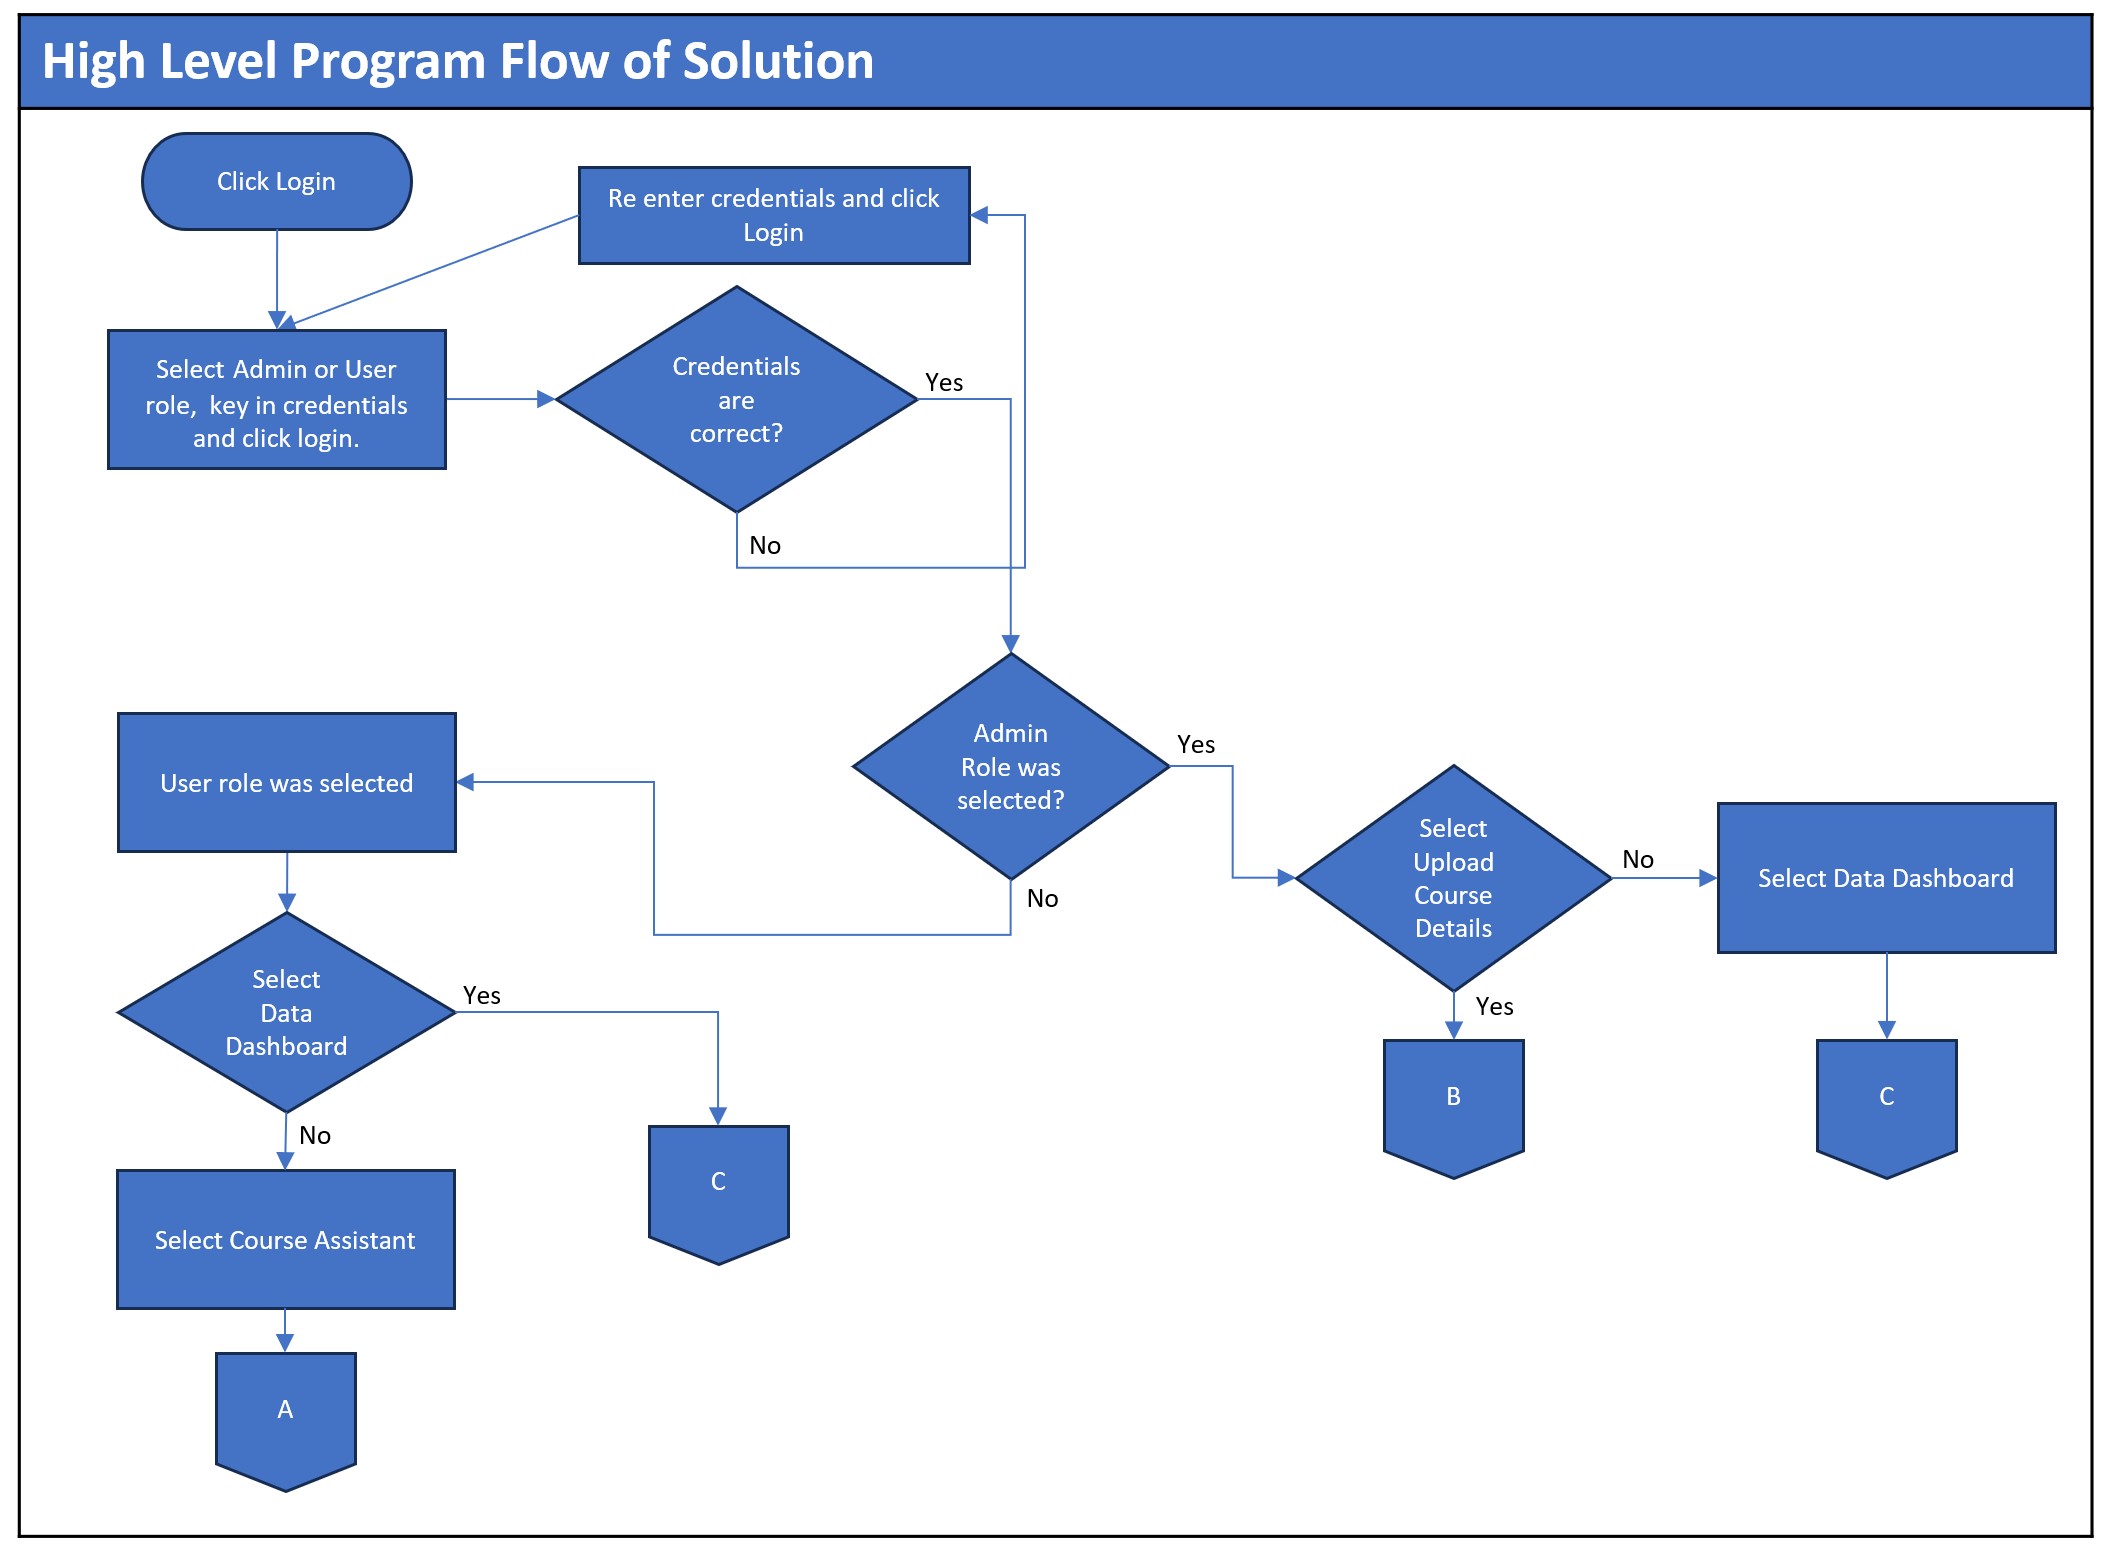 High Level Program Flow of Solution
Click Login
Re enter credentials and click
Login
Select Admin or User
role,  key in credentials
and click login.
Credentials
are
correct?
Yes
No
Admin
Role was
selected?
Yes
No
User role was selected
Select
Upload
Course
Details
No
Yes
Select Data Dashboard
Select
Data
Dashboard
Yes
No
B
C
C
Select Course Assistant
A